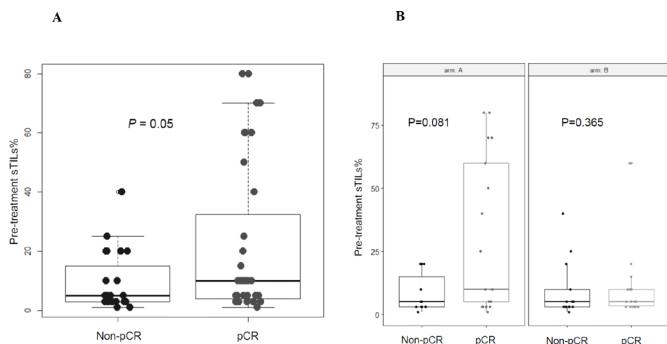 A
B
arm: A
arm: B
80
60
40
20
0
Pre-treatment sTILs%
P = 0.05
Non-pCR
pCR
75
50
25
0
Pre-treatment sTILs%
P=0.081
P=0.365
Non-pCR
pCR
Non-pCR
pCR